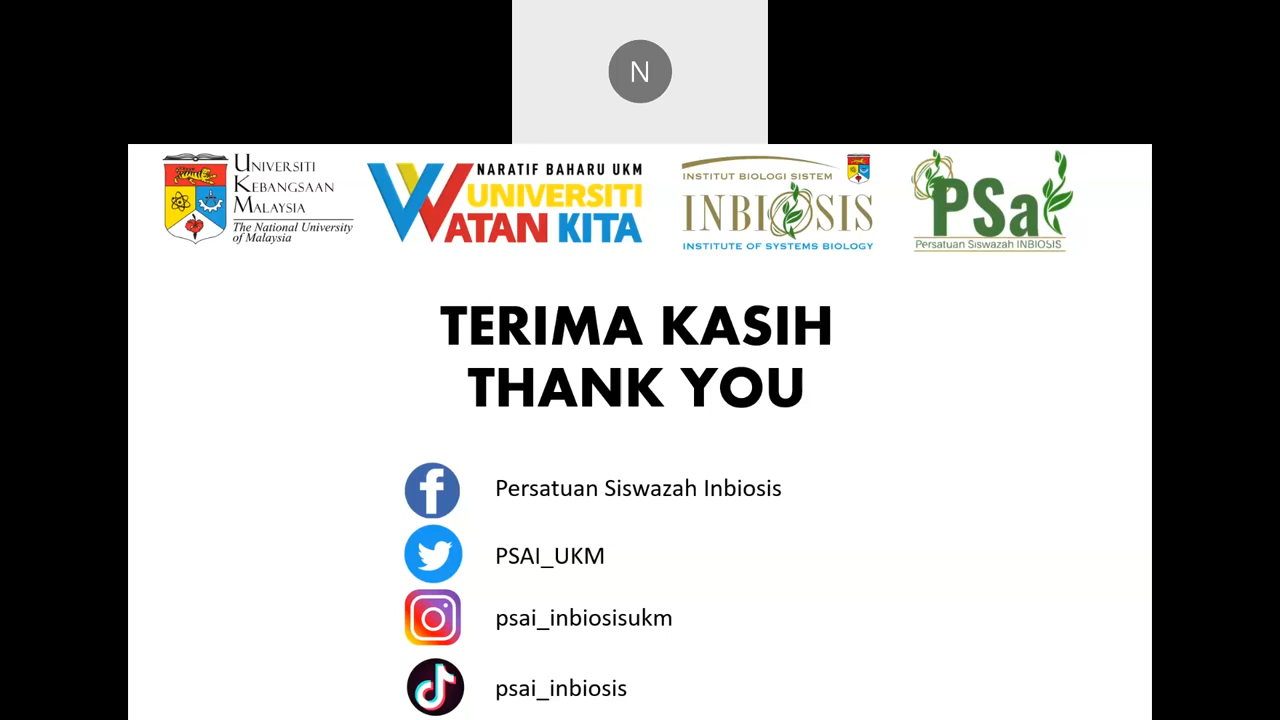 N
UNIVERSITI
KEBANGSAAN
MALAYSIA
The National University
of Malaysia
NARATIF BAHARU UKM
UNIVERSITI
WATAN KITA
INSTITUT BIOLOGI SISTEM
INBIOSIS
INSTITUTE OF SYSTEMS BIOLOGY
PSai
Persatuan Siswazah INBIOSIS
TERIMA KASIH
THANK YOU
Persatuan Siswazah Inbiosis
PSAI_UKM
psai_inbiosisukm
psai_inbiosis